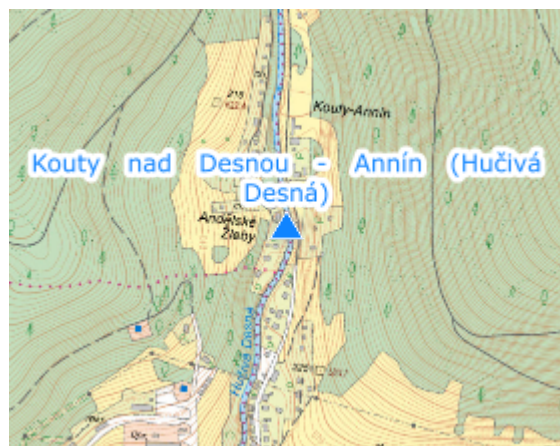 Kouty-Annín
Kouty nad Desnou - Annín (Hučivá
Desná)
Andělské
Žleby
Hučivá Desná